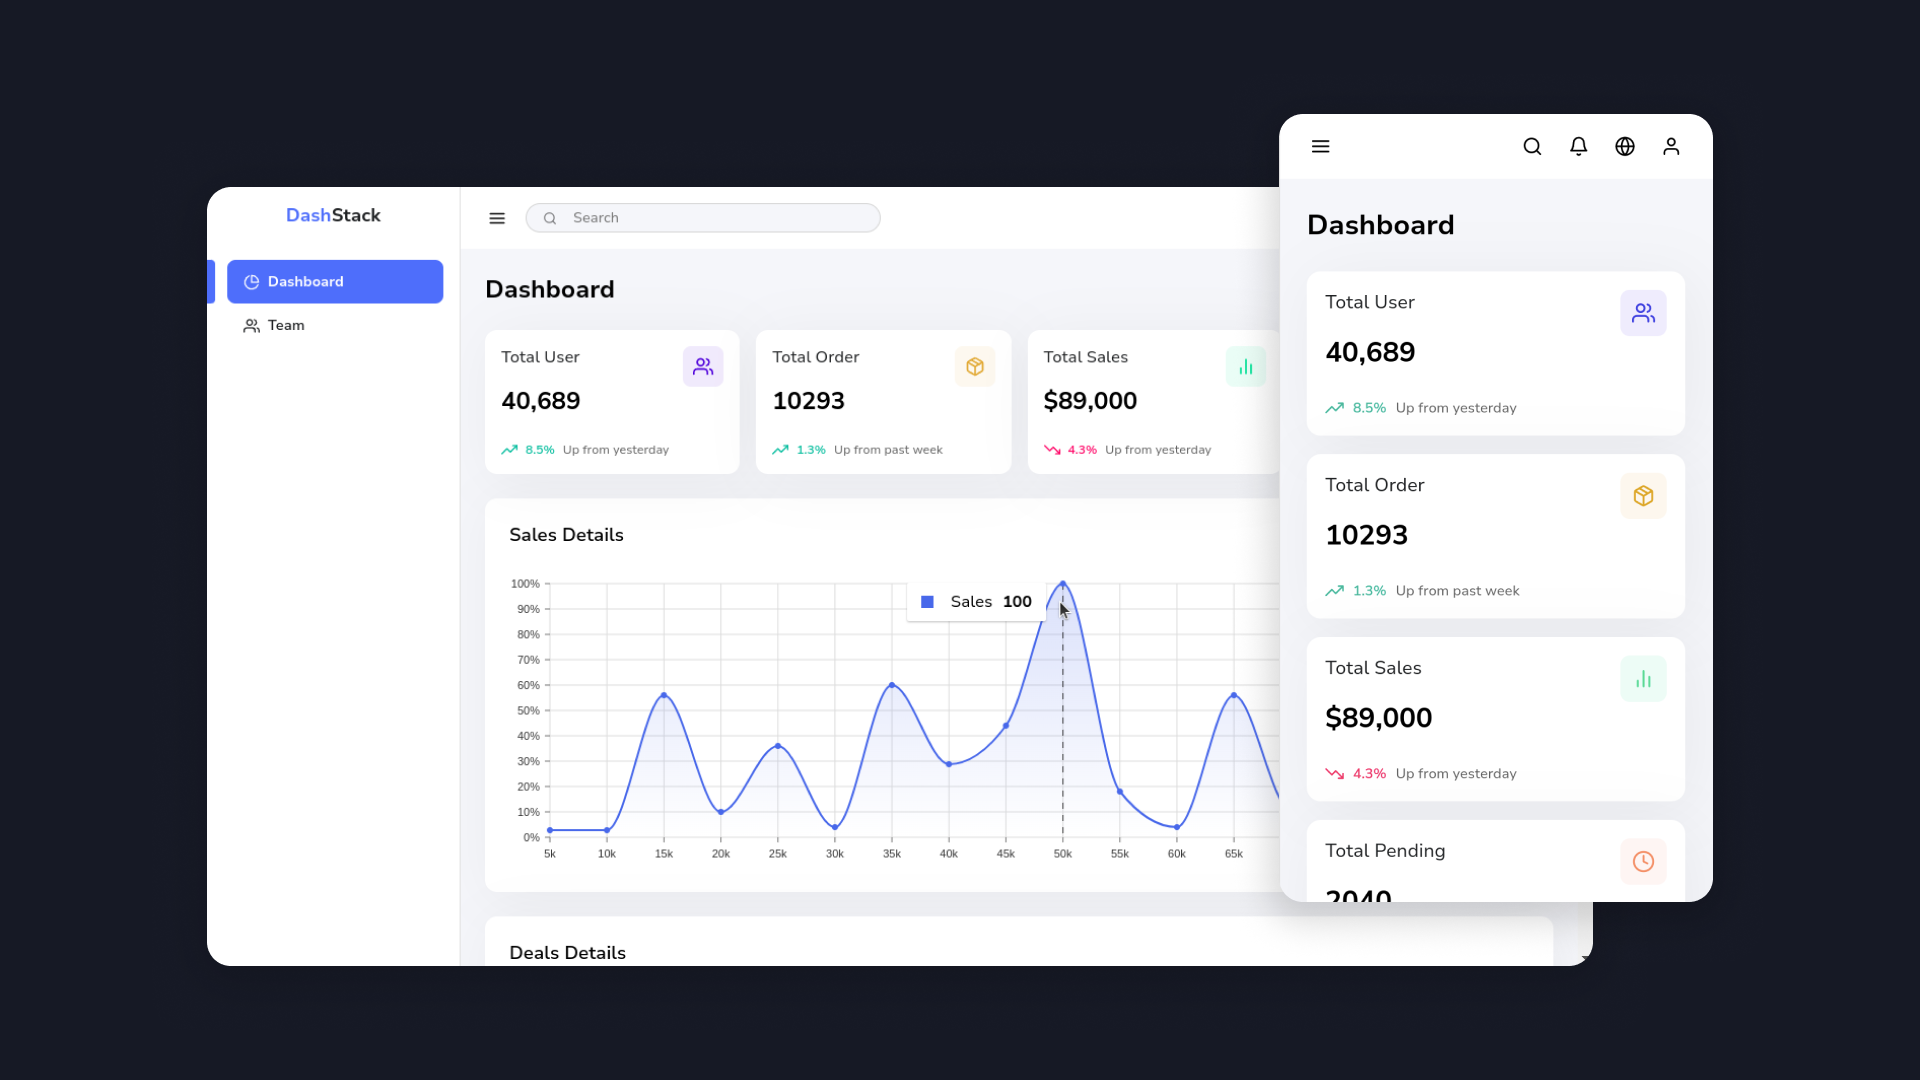 DashStack
Dashboard
Team
Search
Dashboard
Total User
40,689
8.5% Up from yesterday
Total Order
10293
1.3% Up from past week
Total Sales
$89,000
4.3% Up from yesterday
Sales Details
100%
90%
80%
70%
60%
50%
40%
30%
20%
10%
0%
Sales 100
5k 10k 15k 20k 25k 30k 35k 40k 45k 50k 55k 60k 65k
Deals Details
Dashboard
Total User
40,689
8.5% Up from yesterday
Total Order
10293
1.3% Up from past week
Total Sales
$89,000
4.3% Up from yesterday
Total Pending
2040